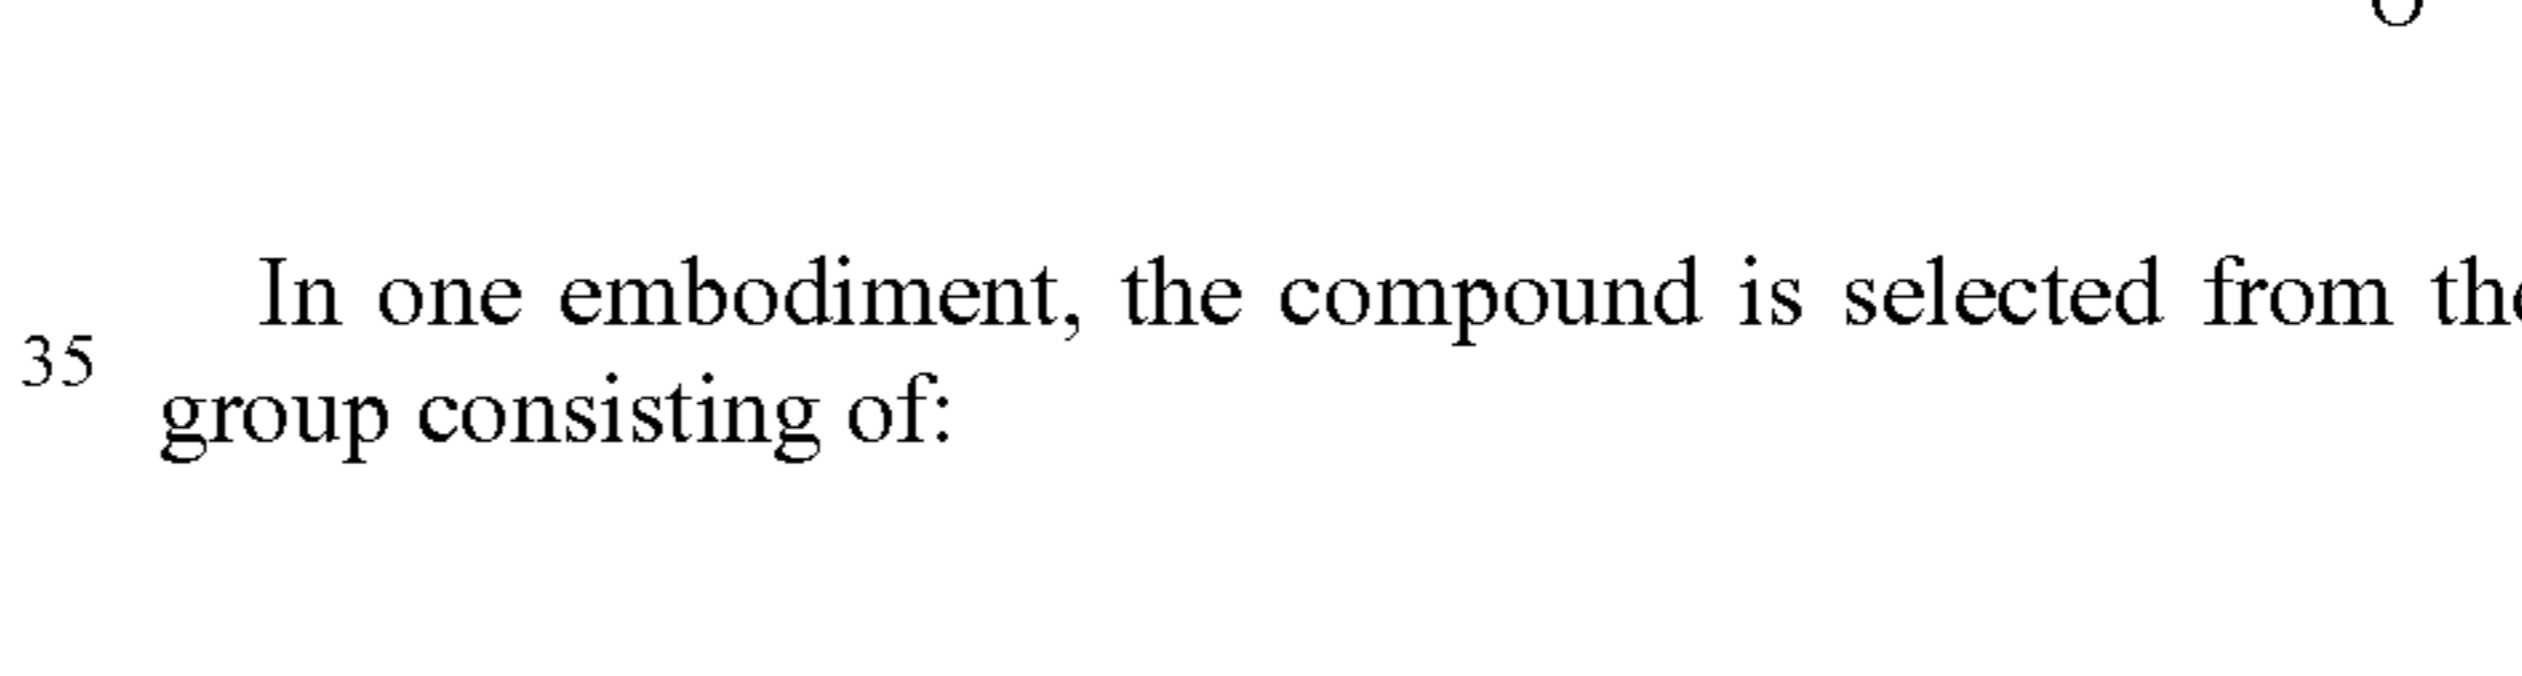 In one embodiment, the compound is selected from the
35
group consisting of: